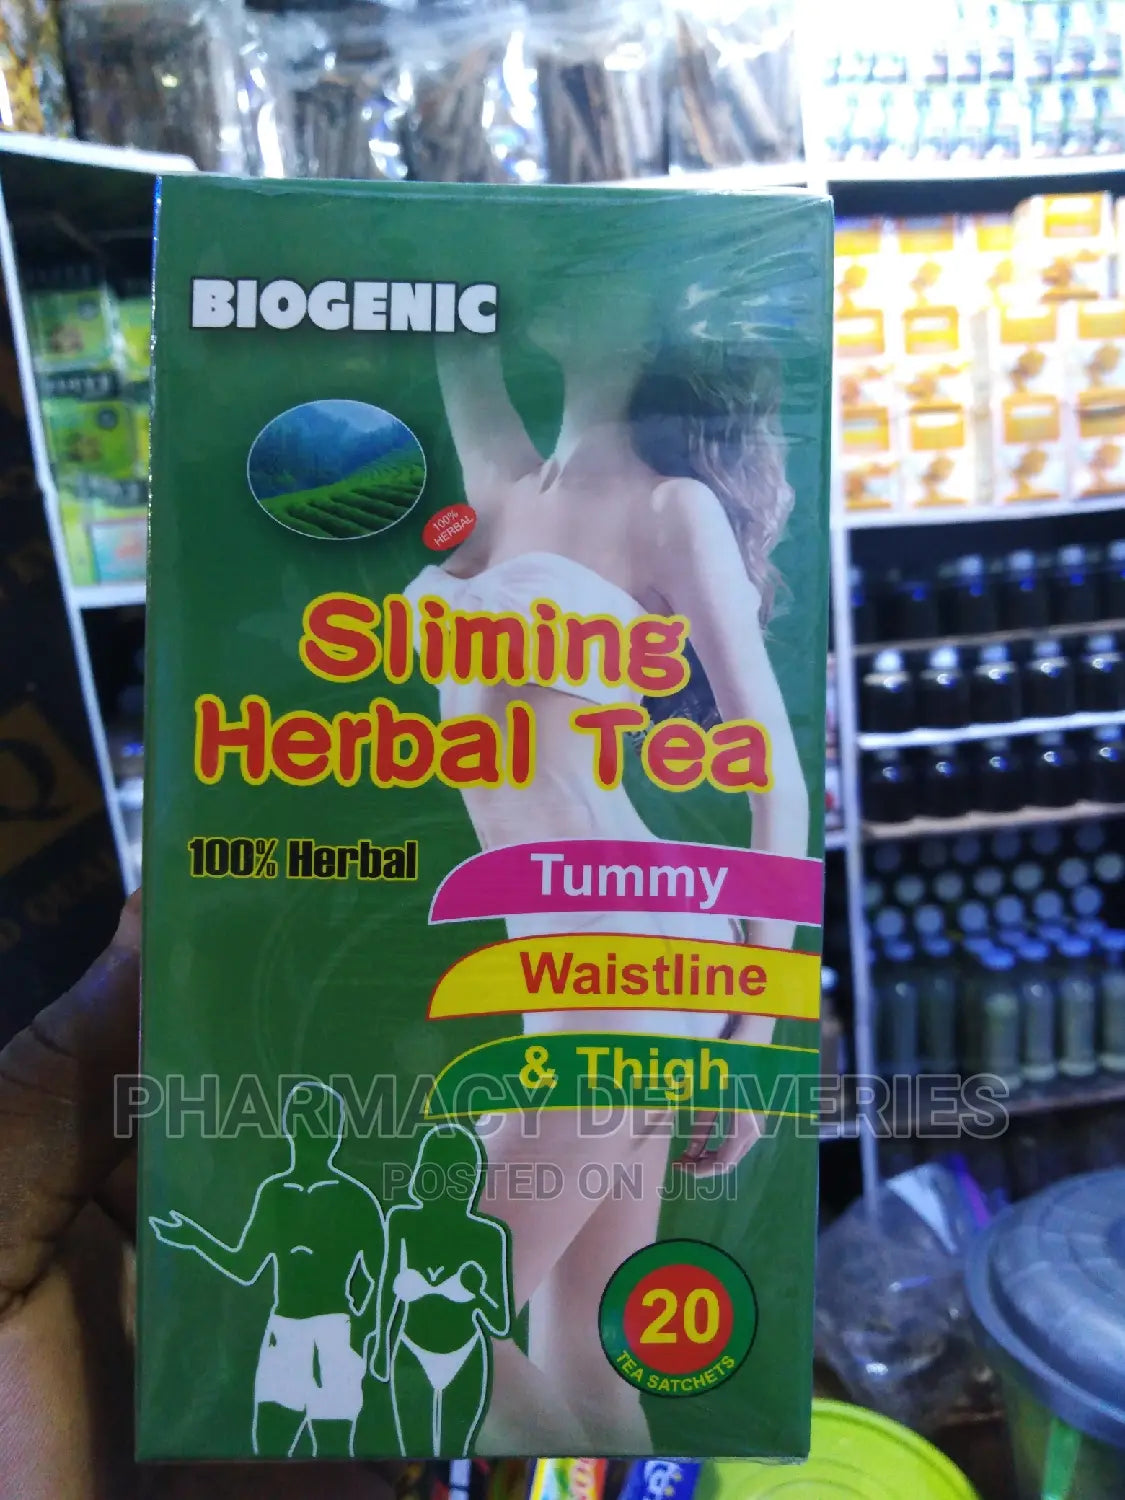 BIOGENIC
100%
HERBAL
Sliming
Herbal Tea
100% Herbal
Tummy
Waistline
& Thigh
PHARMACY DELIVERIES
POSTED ON JIJI
20
TEA SATCHETS